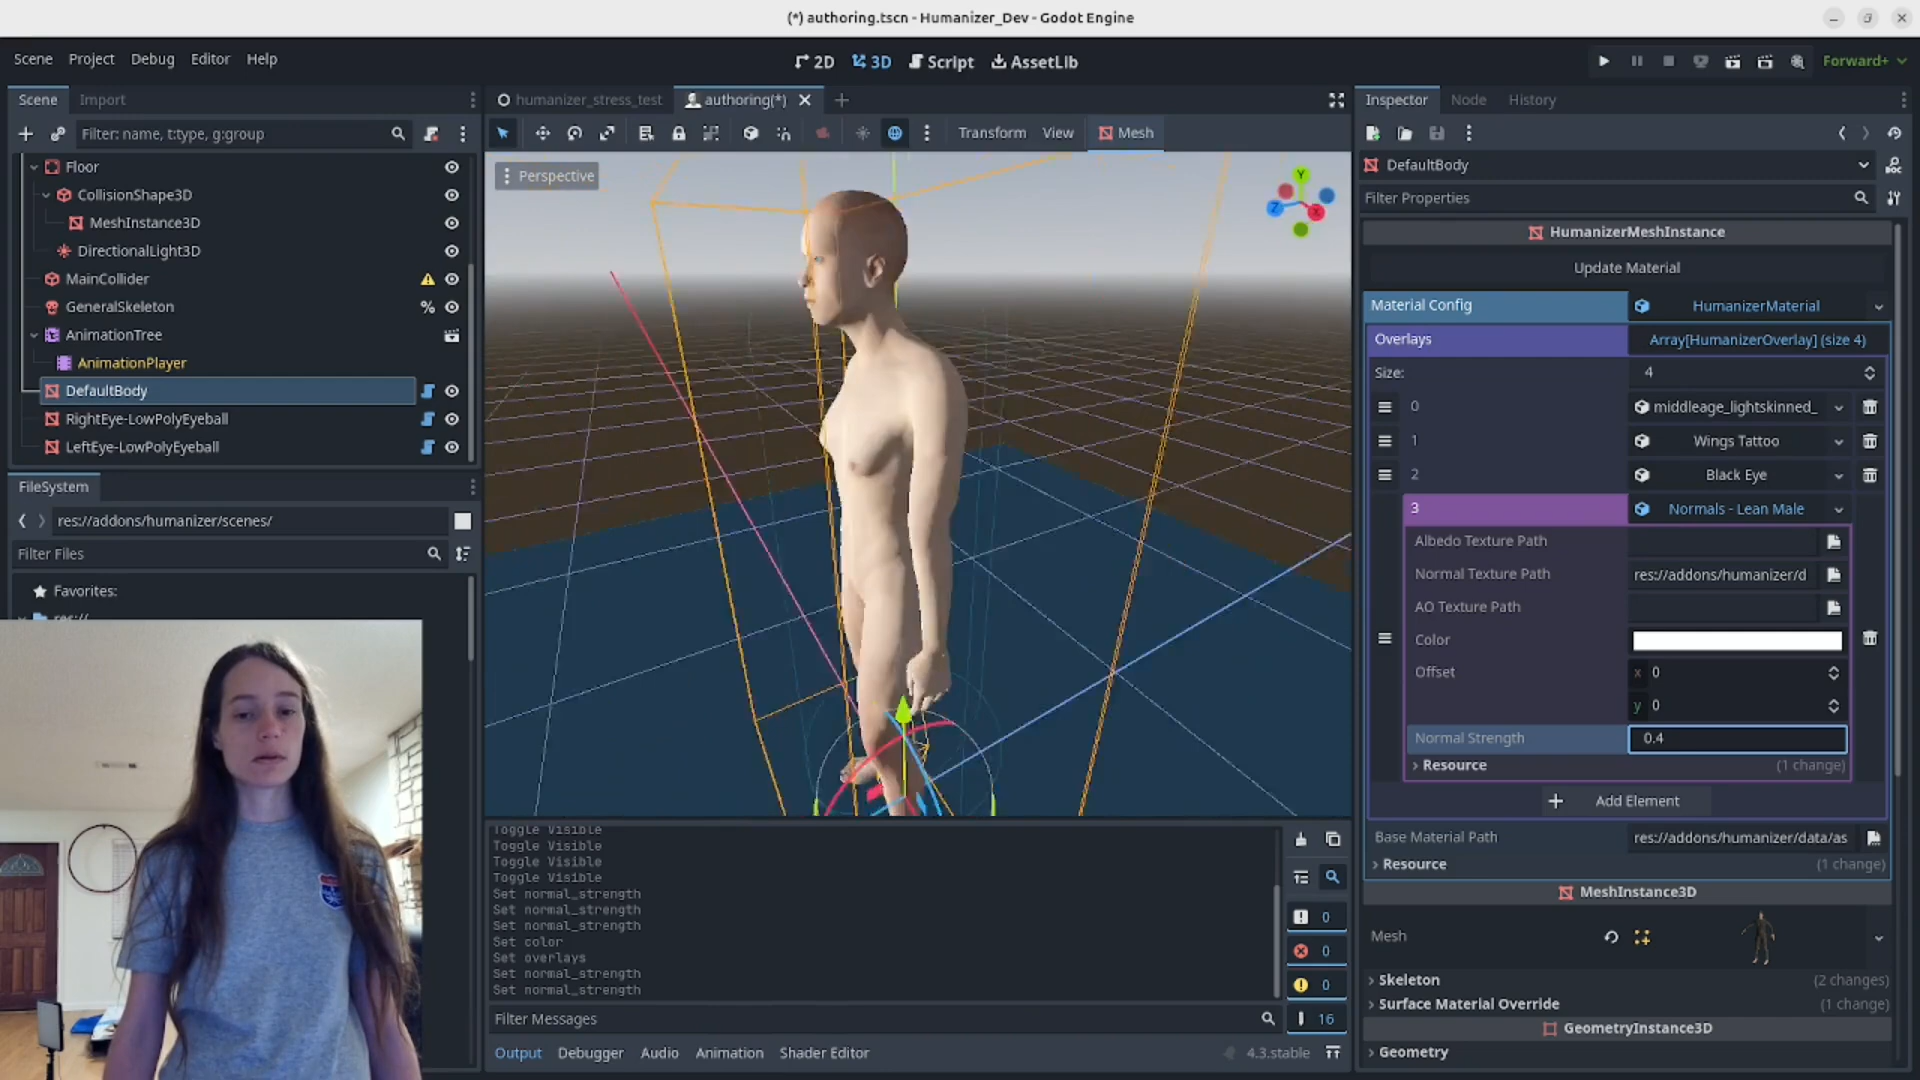 (*) authoring.tscn - Humanizer_Dev - Godot Engine
Scene Project Debug Editor Help
2D 3D Script AssetLib
Forward+
Scene Import
Filter: name, t:type, g:group
Floor
CollisionShape3D
MeshInstance3D
DirectionalLight3D
MainCollider
GeneralSkeleton
%
AnimationTree
AnimationPlayer
DefaultBody
RightEye-LowPolyEyeball
LeftEye-LowPolyEyeball
FileSystem
res://addons/humanizer/scenes/
Filter Files
Favorites:
res://
humanizer_stress_test authoring(*)
Transform View Mesh
Perspective
Y
Z
X
Toggle Visible
Toggle Visible
Toggle Visible
Toggle Visible
Set normal_strength
Set normal_strength
Set normal_strength
Set color
Set overlays
Set normal_strength
Set normal_strength
0
0
0
Filter Messages
16
Output Debugger Audio Animation Shader Editor
4.3.stable
Inspector Node History
DefaultBody
DOC
Filter Properties
HumanizerMeshInstance
Update Material
Material Config HumanizerMaterial
Overlays Array[HumanizerOverlay] (size 4)
Size: 4
0 middleage_lightskinned_
1 Wings Tattoo
2 Black Eye
3 Normals - Lean Male
Albedo Texture Path
Normal Texture Path res://addons/humanizer/d
AO Texture Path
Color
Offset x 0
y 0
Normal Strength 0.4
Resource (1 change)
Add Element
Base Material Path res://addons/humanizer/data/as
Resource (1 change)
MeshInstance3D
Mesh
Skeleton (2 changes)
Surface Material Override (1 change)
GeometryInstance3D
Geometry